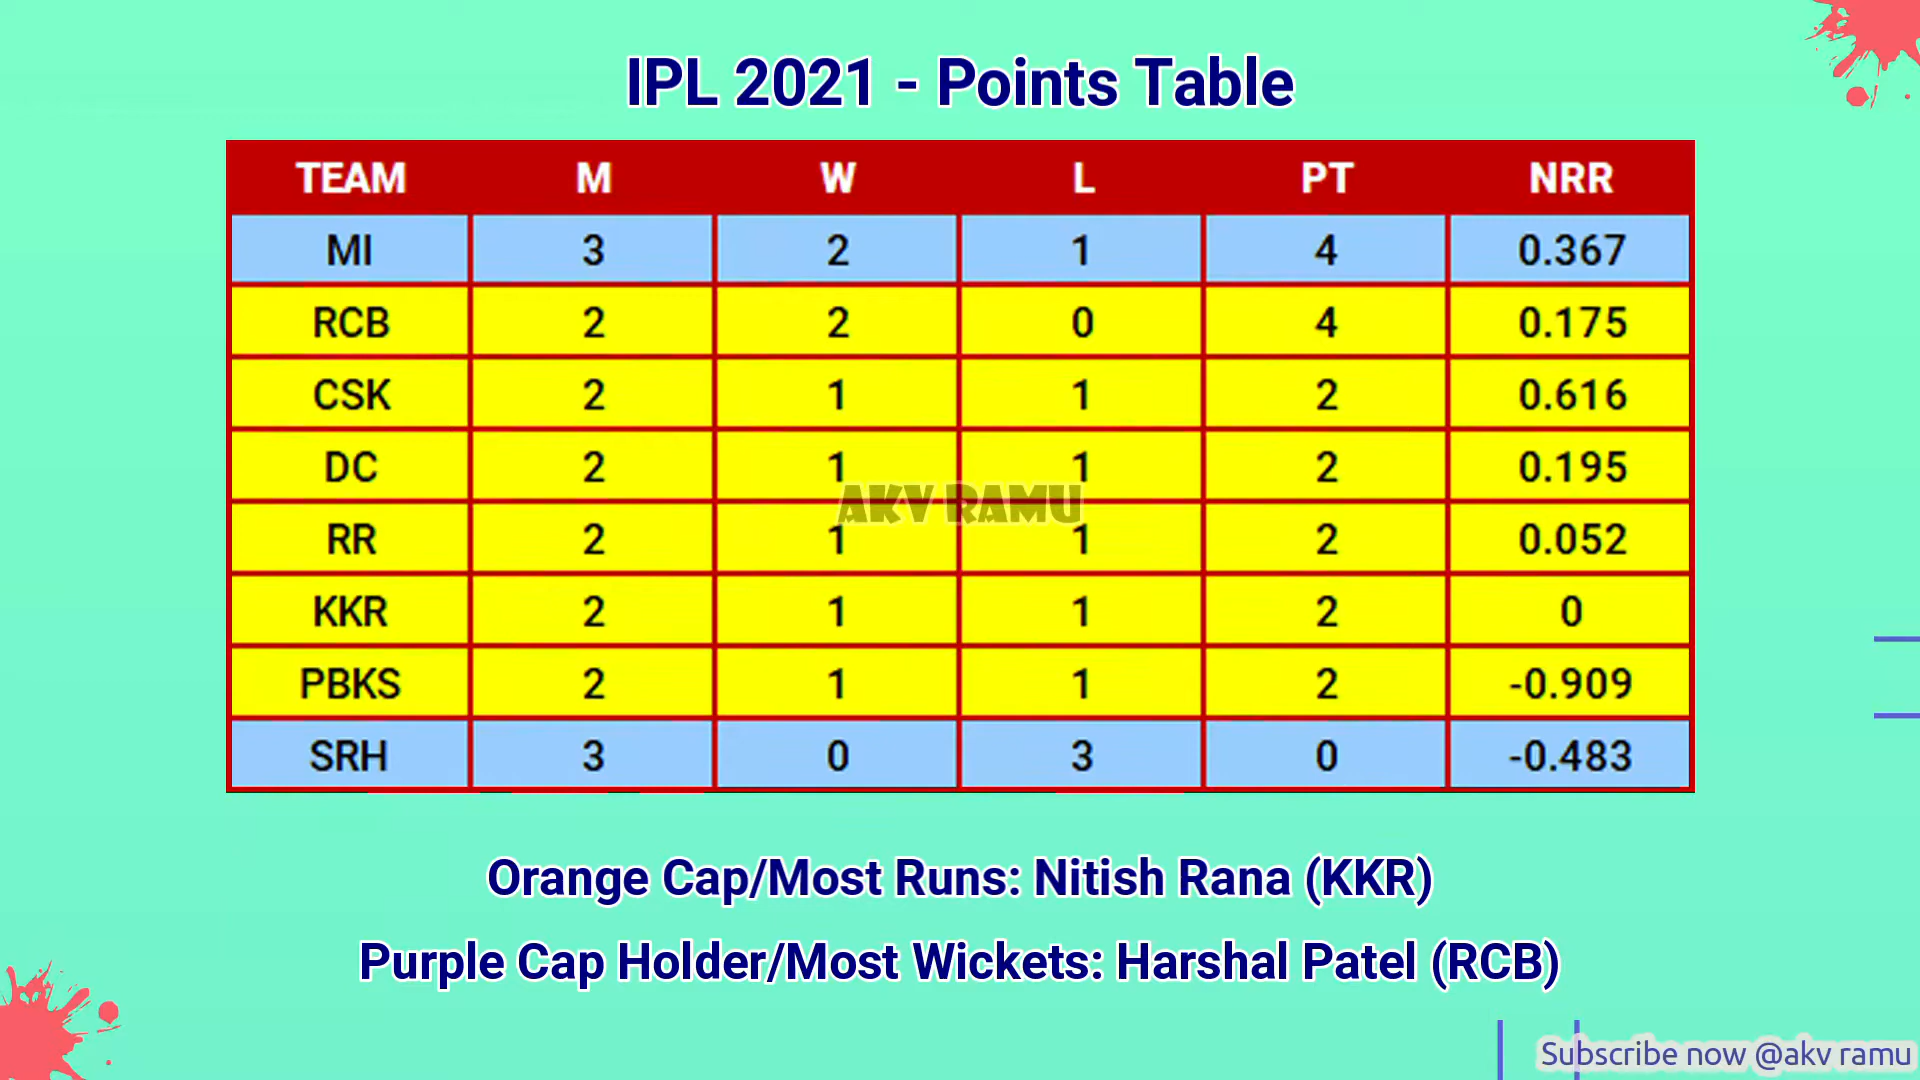 IPL 2021 - Points Table
TEAM M W L PT NRR
MI 3 2 1 4 0.367
RCB 2 2 0 4 0.175
CSK 2 1 1 2 0.616
DC 2 1 1 2 0.195
AKV RAMU
RR 2 1 1 2 0.052
KKR 2 1 1 2 0
PBKS 2 1 1 2 -0.909
SRH 3 0 3 0 -0.483
Orange Cap/Most Runs: Nitish Rana (KKR)
Purple Cap Holder/Most Wickets: Harshal Patel (RCB)
Subscribe now @akv ramu